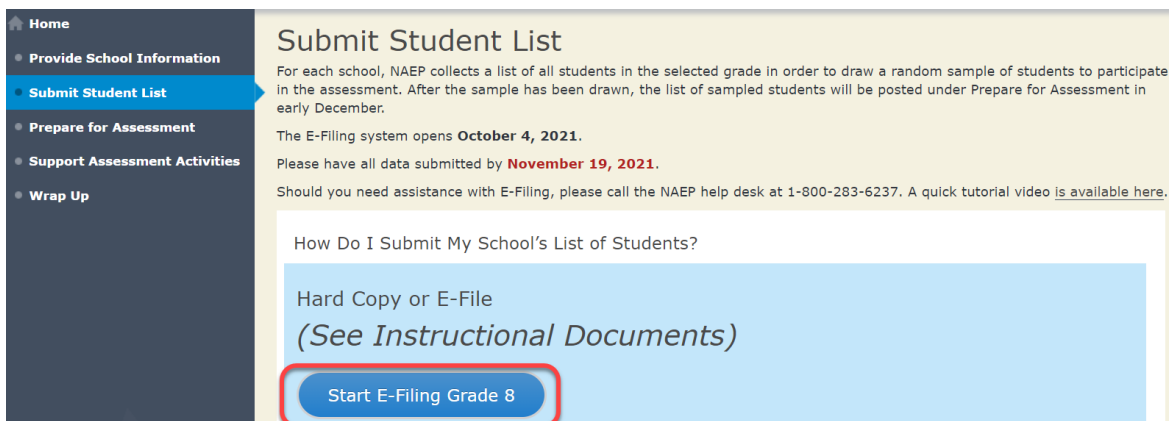 Home
Provide School Information
Submit Student List
Prepare for Assessment
Support Assessment Activities
Wrap Up
Submit Student List
For each school, NAEP collects a list of all students in the selected grade in order to draw a random sample of students to participate
in the assessment. After the sample has been drawn, the list of sampled students will be posted under Prepare for Assessment in
early December.
The E-Filing system opens October 4, 2021.
Please have all data submitted by November 19, 2021.
Should you need assistance with E-Filing, please call the NAEP help desk at 1-800-283-6237. A quick tutorial video is available here.
How Do I Submit My School's List of Students?
Hard Copy or E-File
(See Instructional Documents)
Start E-Filing Grade 8